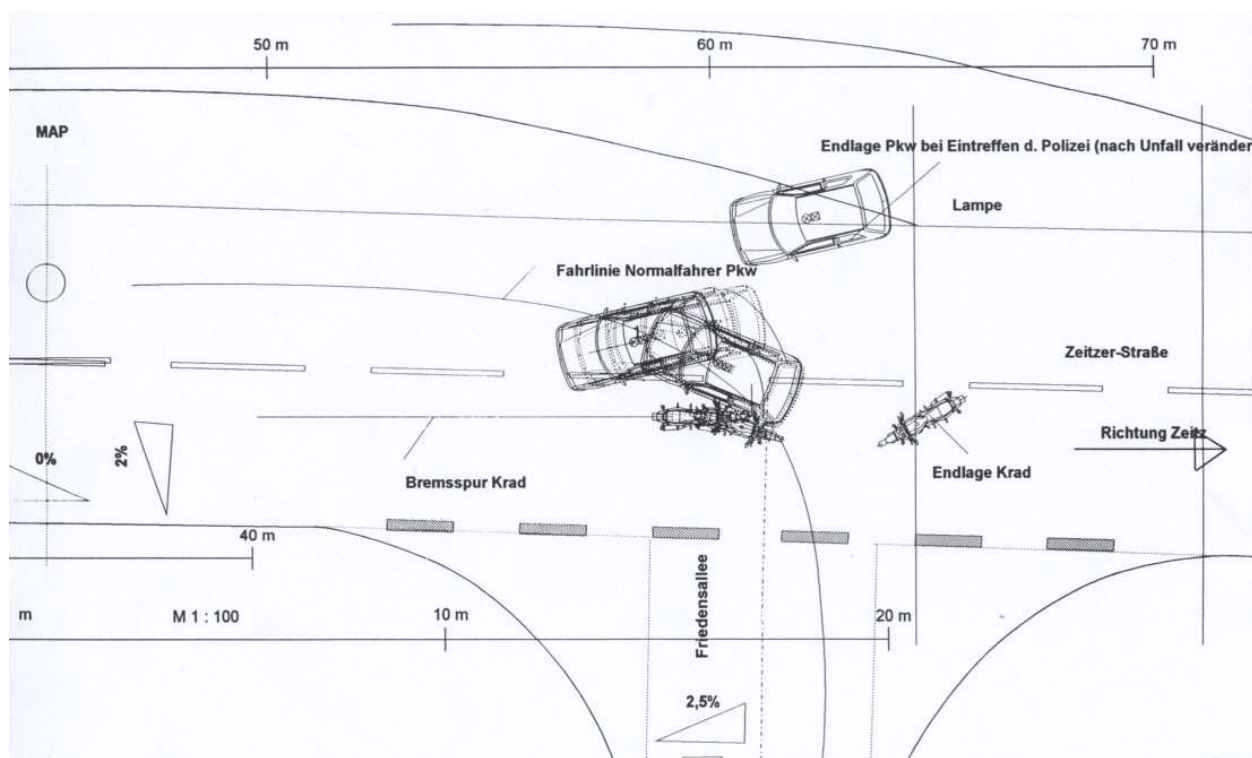 50 m
60 m
70 m
MAP
Endlage Pkw bei Eintreffen d. Polizei (nach Unfall veränder
Lampe
Fahrlinie Normalfahrer Pkw
Zeitzer-Straße
Richtung Zeitz
0%
2%
Bremsspur Krad
Endlage Krad
40 m
m
M 1 : 100
10 m
20 m
Friedensallee
2,5%